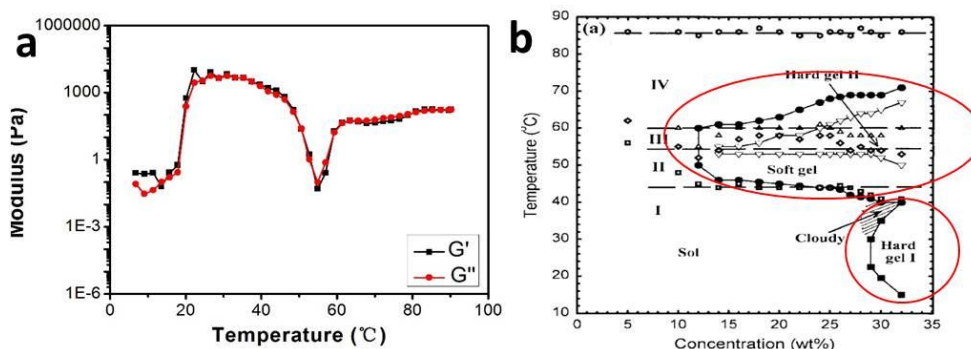 a
Modulus (Pa)
1000000
1000
1
1E-3
1E-6
0 20 40 60 80 100
Temperature (℃)
G'
G''
b
(a)
Temperature (°C)
90
80
70
60
50
40
30
20
10
IV
III
II
I
Hard gel II
Soft gel
Cloudy
Hard
gel I
Sol
0 5 10 15 20 25 30 35
Concentration (wt%)